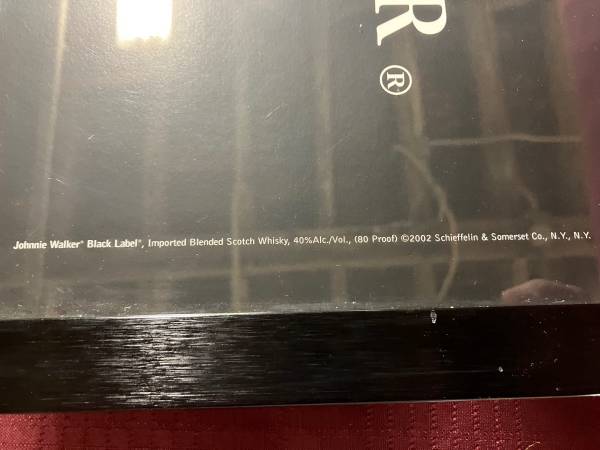 R®
Johnnie Walker® Black Label®, Imported Blended Scotch Whisky, 40%Alc./Vol., (80 Proof) ©2002 Schieffelin & Somerset Co., N.Y., N.Y.